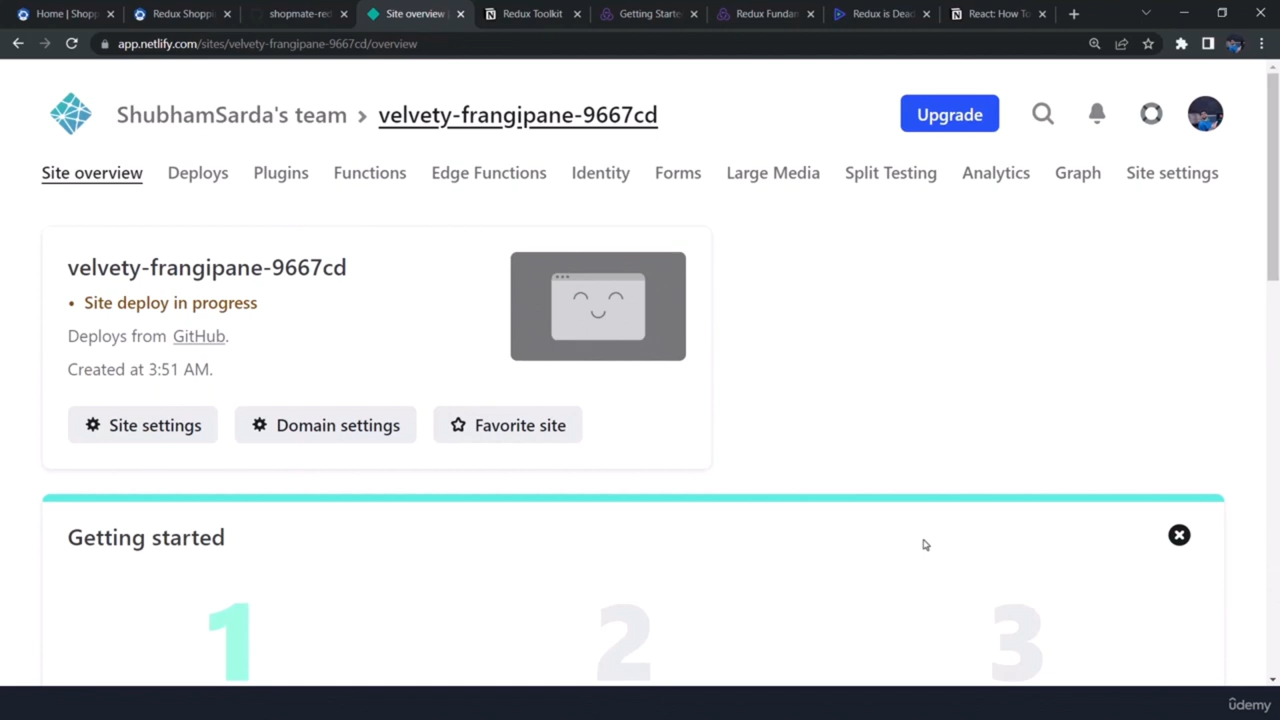 Home | Shopp
Redux Shoppi
shopmate-red
Site overview |
Redux Toolkit
Getting Starte
Redux Fundam
Redux is Dead
React: How To
app.netlify.com/sites/velvety-frangipane-9667cd/overview
ShubhamSarda's team > velvety-frangipane-9667cd
Upgrade
Site overview Deploys Plugins Functions Edge Functions Identity Forms Large Media Split Testing Analytics Graph Site settings
velvety-frangipane-9667cd
• Site deploy in progress
Deploys from GitHub.
Created at 3:51 AM.
Site settings Domain settings Favorite site
Getting started
1 2 3
ûdemy